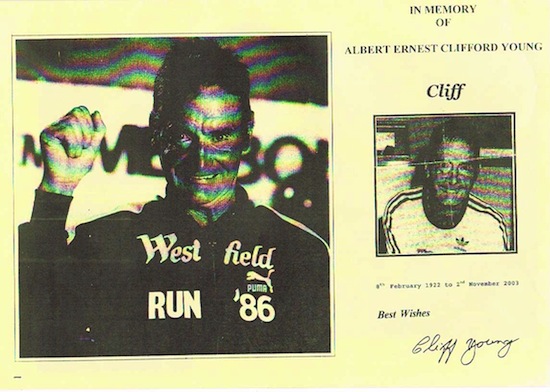 IN MEMORY
OF
ALBERT ERNEST CLIFFORD YOUNG
Cliff
West field
PUMA
RUN '86
8th February 1922 to 2nd November 2003
Best Wishes
Cliff Young